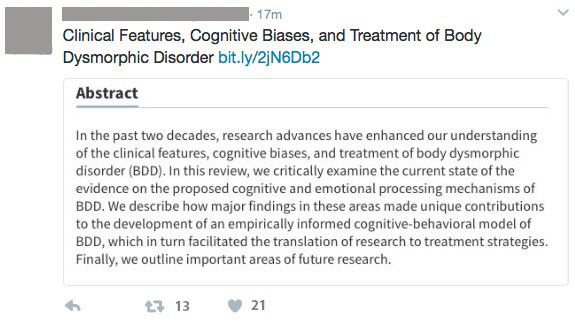 · 17m
Clinical Features, Cognitive Biases, and Treatment of Body
Dysmorphic Disorder bit.ly/2jN6Db2
Abstract
In the past two decades, research advances have enhanced our understanding
of the clinical features, cognitive biases, and treatment of body dysmorphic
disorder (BDD). In this review, we critically examine the current state of the
evidence on the proposed cognitive and emotional processing mechanisms of
BDD. We describe how major findings in these areas made unique contributions
to the development of an empirically informed cognitive-behavioral model of
BDD, which in turn facilitated the translation of research to treatment strategies.
Finally, we outline important areas of future research.
13 21